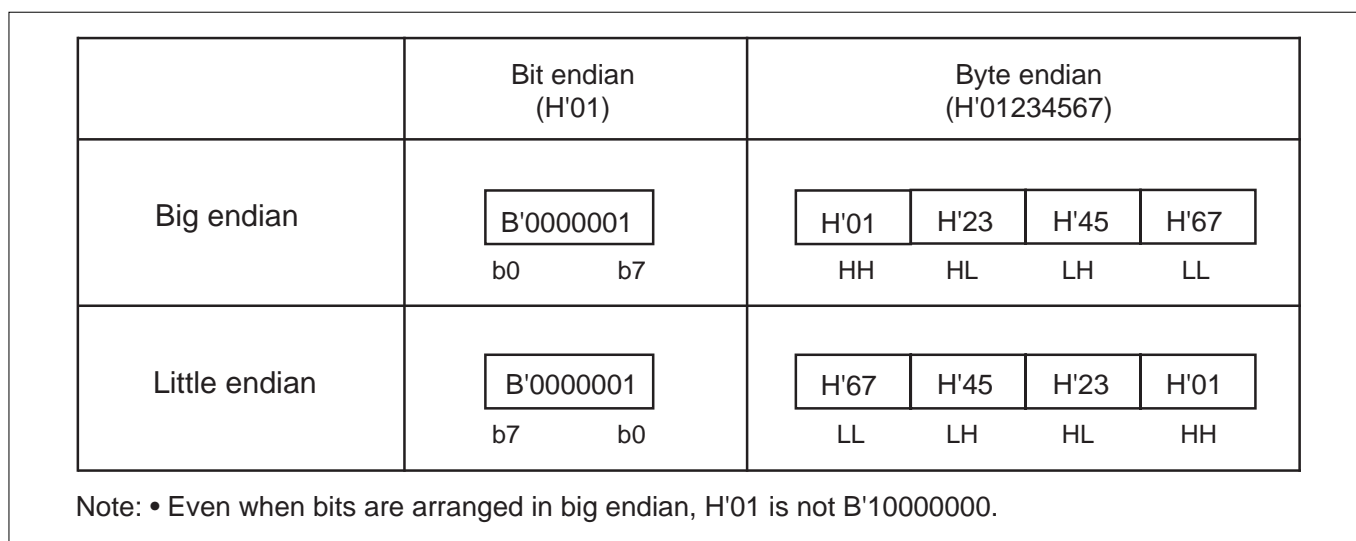 Bit endian
(H'01)
Byte endian
(H'01234567)
Big endian
B'0000001
b0 b7
H'01 H'23 H'45 H'67
HH HL LH LL
Little endian
B'0000001
b7 b0
H'67 H'45 H'23 H'01
LL LH HL HH
Note: • Even when bits are arranged in big endian, H'01 is not B'10000000.